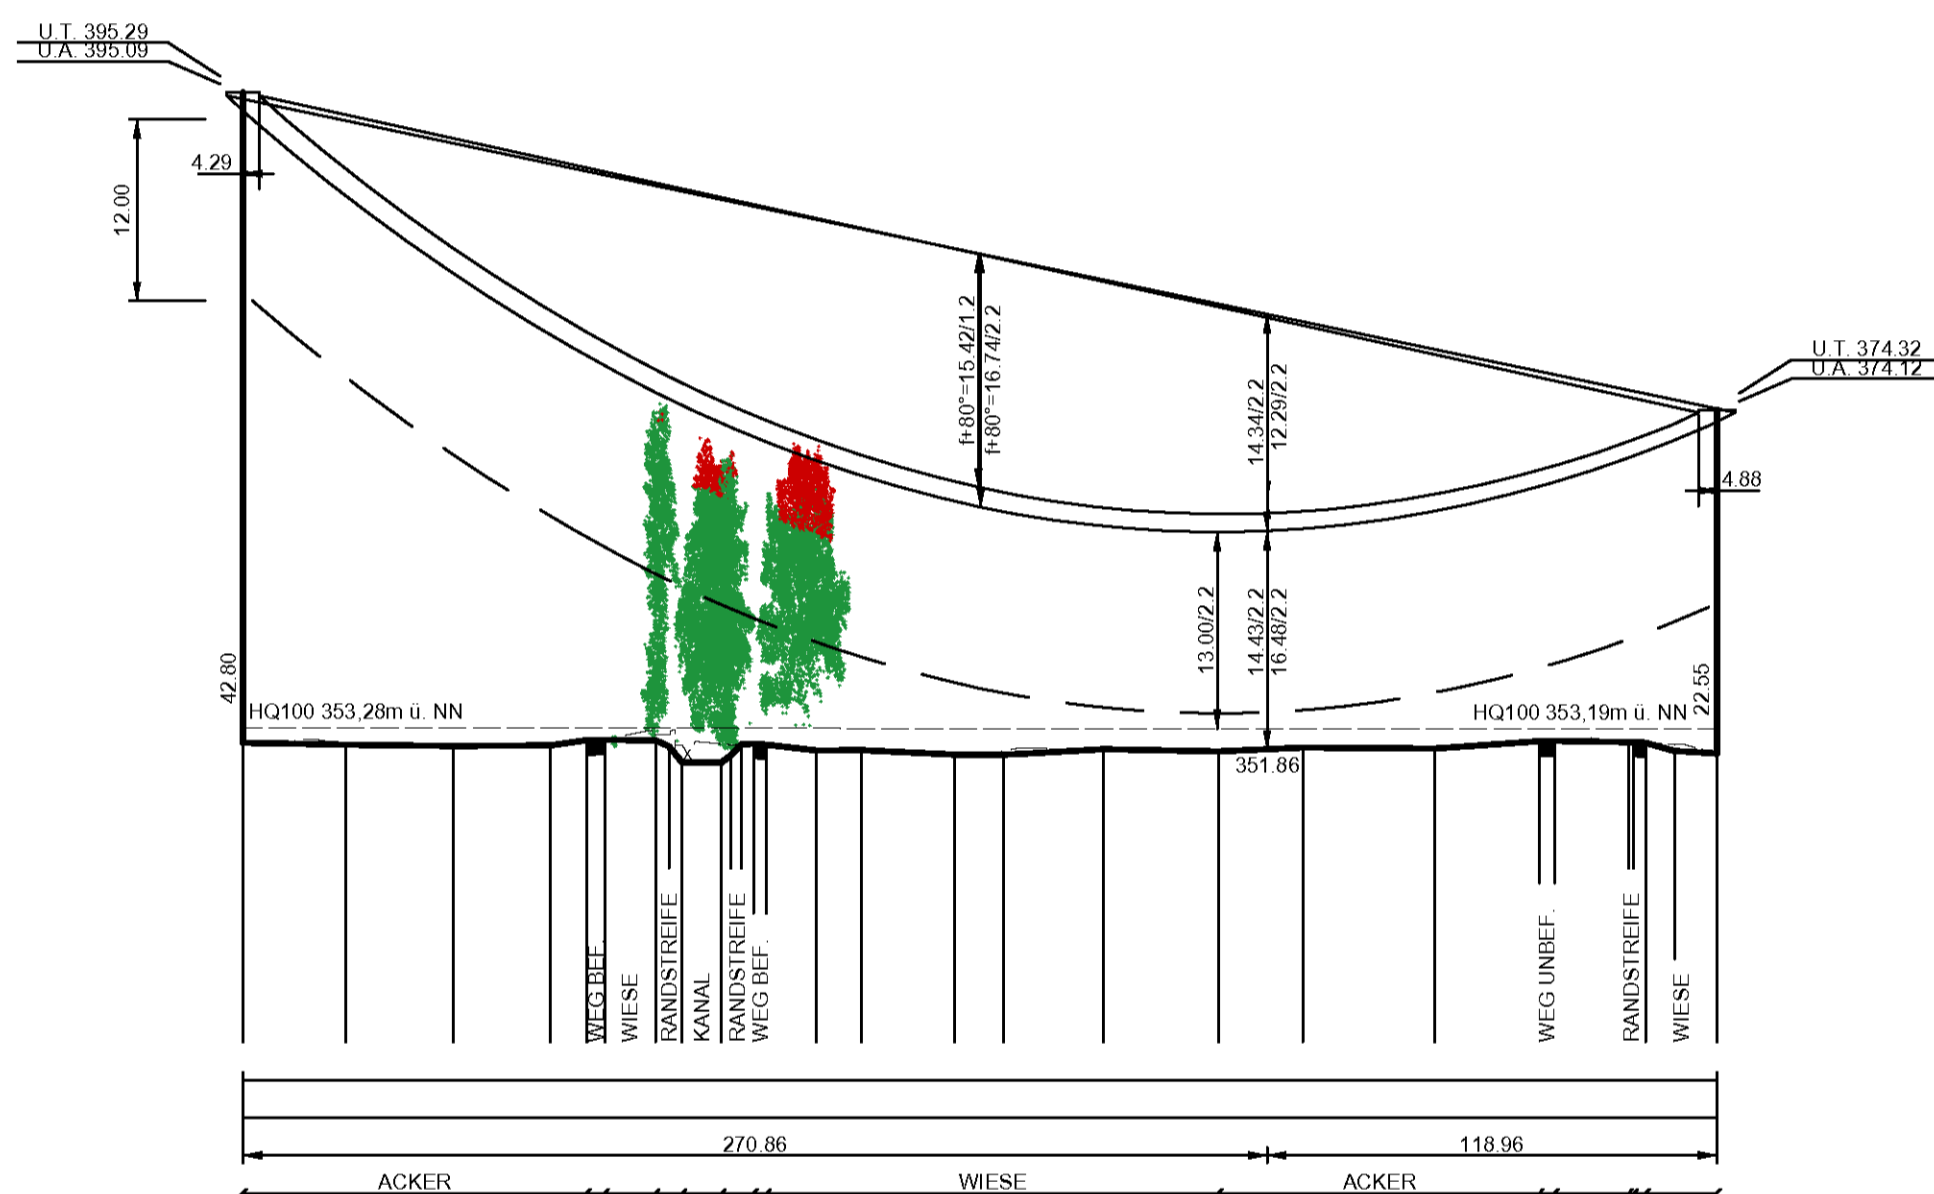 U.T. 395.29
U.A. 395.09
4.29
12.00
f+80°=15.42/1.2
f+80°=16.74/2.2
14.34/2.2
12.29/2.2
U.T. 374.32
U.A. 374.12
4.88
13.00/2.2
14.43/2.2
16.48/2.2
42.80
22.55
HQ100 353,28m ü. NN
HQ100 353,19m ü. NN
351.86
WEG BEF.
WIESE
RANDSTREIFE
KANAL
RANDSTREIFE
WEG BEF.
WEG UNBEF.
RANDSTREIFE
WIESE
270.86
118.96
ACKER
WIESE
ACKER